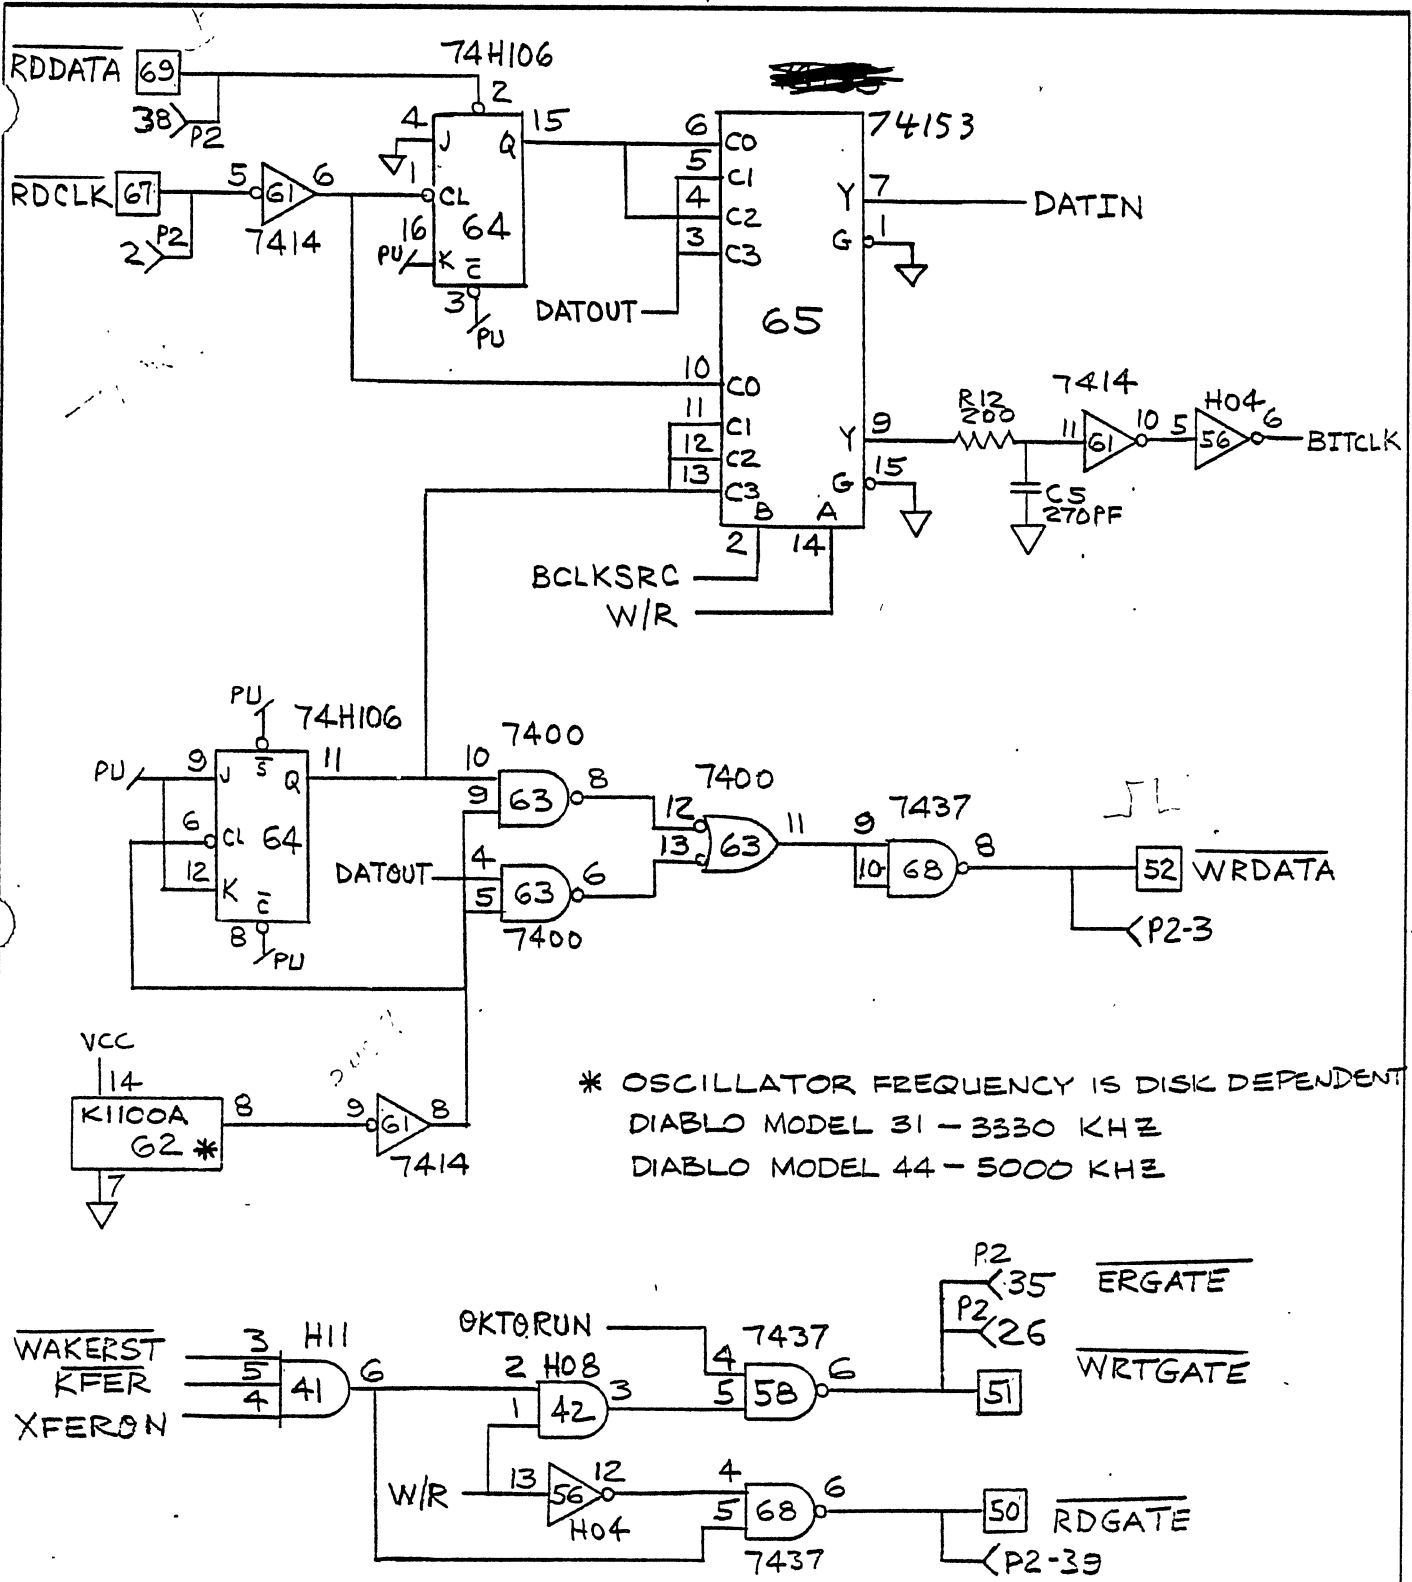 RDDATA 69
38 P2
RDCLK 67
P2
2
5 61 6
7414
74H106
2
4 J Q 15
1 CL
16 64
PU K C
3
PU
74153
6 C0
5 C1
4 C2
3 C3
DATOUT
Y 7 DATIN
G 1
65
10 C0
11 C1
12 C2
13 C3
Y 9
G 15
B A
2 14
BCLKSRC
W/R
R12
200
C5
270PF
7414
11 61 10
H04
5 56 6
BITCLK
PU
74H106
PU 9 J S Q 11
6 CL 64
12 K C
8
PU
7400
10
9 63 8
DATOUT 4
5 63 6
7400
7400
12
13 63 11
7437
9
10 68 8
52 WRDATA
P2-3
VCC
14
K1100A
62 *
8
7
9 61 8
7414
* OSCILLATOR FREQUENCY IS DISK DEPENDENT
DIABLO MODEL 31 - 3330 KHZ
DIABLO MODEL 44 - 5000 KHZ
WAKERST 3
KFER 5
XFERON 4
H11
41 6
OKTORUN
2 H08
1 42 3
7437
4
5 58 6
P2
35 ERGATE
P2
26
WRTGATE
51
W/R 13 56 12
H04
4
5 68 6
7437
50 RDGATE
P2-39